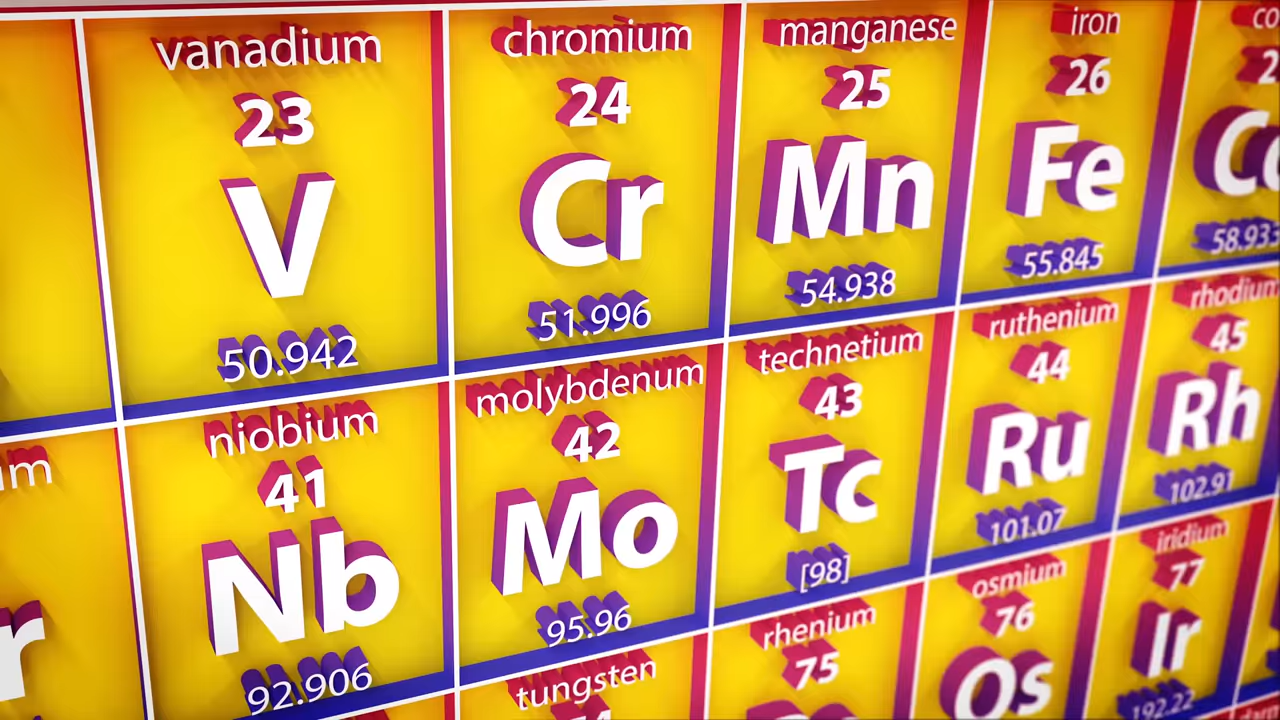 vanadium
23
V
50.942
chromium
24
Cr
51.996
manganese
25
Mn
54.938
iron
26
Fe
55.845
58.933
niobium
41
Nb
92.906
molybdenum
42
Mo
95.96
technetium
43
Tc
[98]
ruthenium
44
Ru
101.07
rhodium
45
Rh
102.91
tungsten
rhenium
75
osmium
76
Os
iridium
77
Ir
192.22